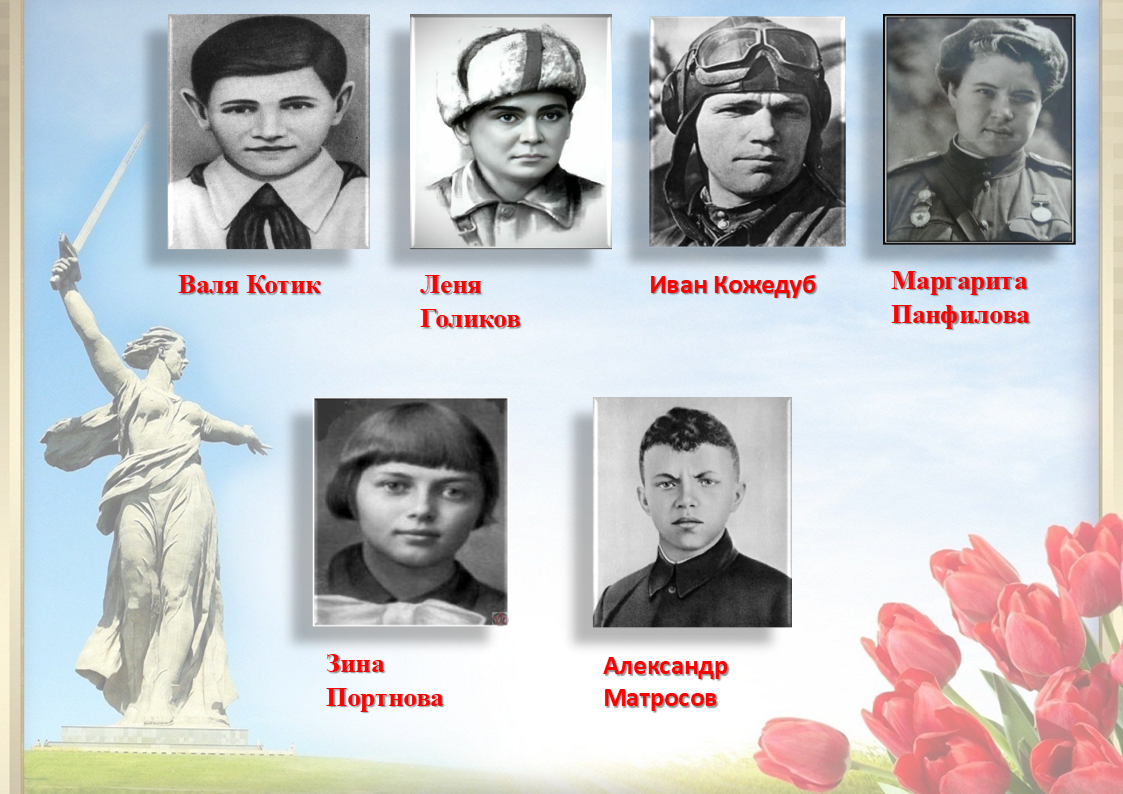 Валя Котик
Леня
Голиков
Иван Кожедуб
Маргарита
Панфилова
Зина
Портнова
Александр
Матросов